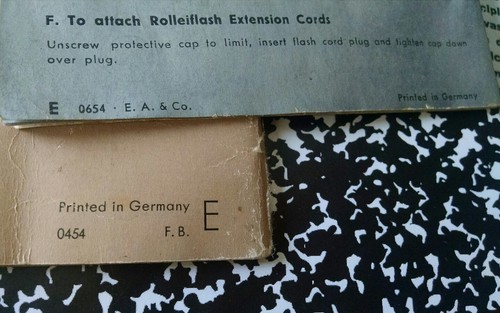 F. To attach Rolleiflash Extension Cords
Unscrew protective cap to limit, insert flash cord plug and tighten cap down
over plug.
E 0654 · E. A. & Co.
Printed in Germany
Printed in Germany E
0454 F. B.